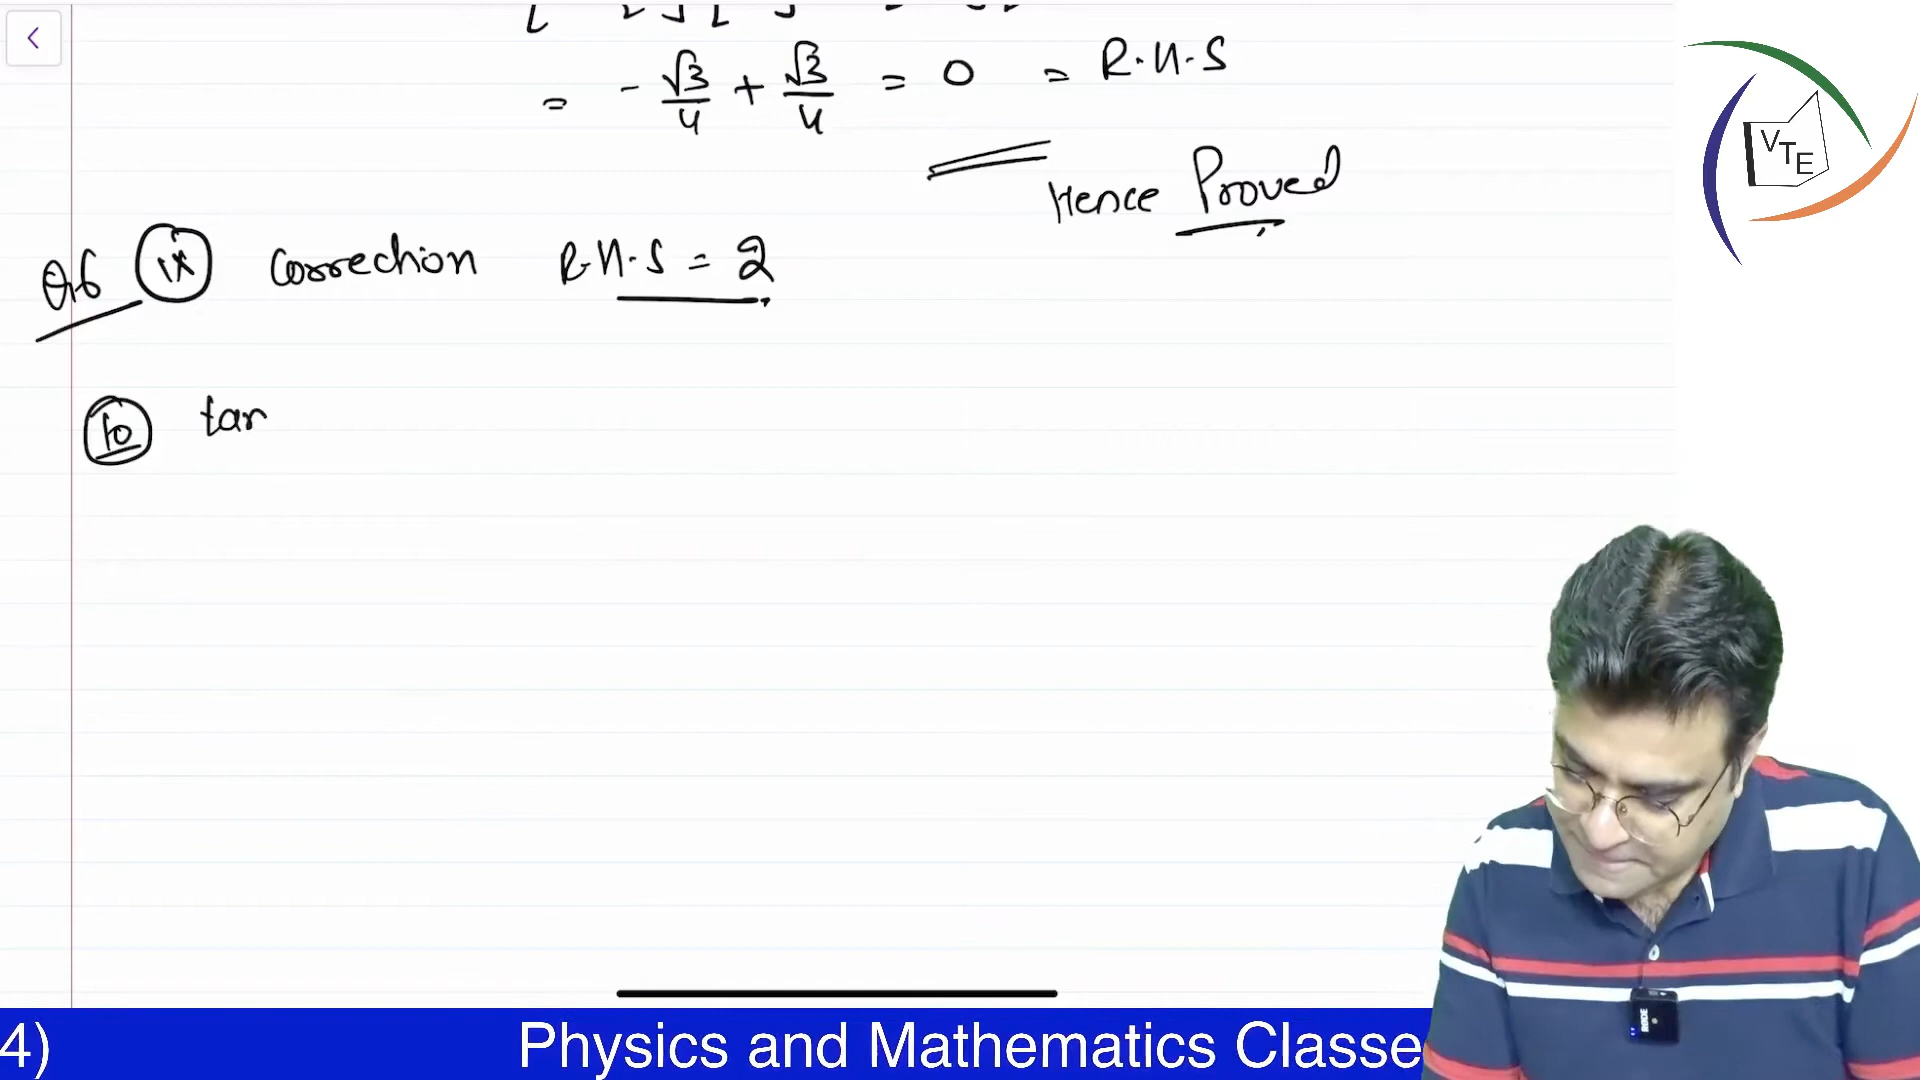 = - √3/4 + √3/4 = 0 = R.H.S
Hence Proved
Q6 (ix) Correction R.H.S = 2
(10) tan
VTE
RØDE
4) Physics and Mathematics Classe